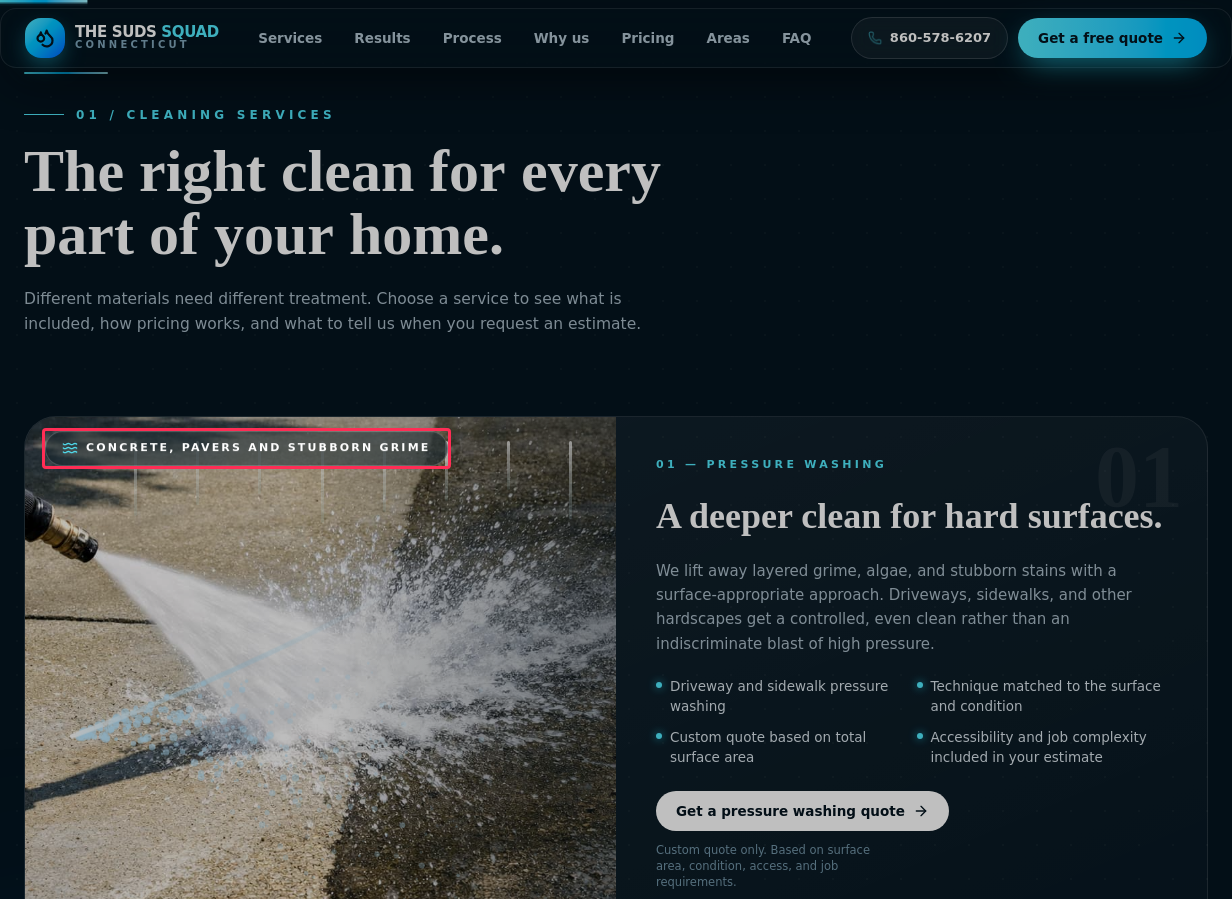 THE SUDS SQUAD
CONNECTICUT
Services
Results
Process
Why us
Pricing
Areas
FAQ
860-578-6207
Get a free quote
01 / CLEANING SERVICES
The right clean for every
part of your home.
Different materials need different treatment. Choose a service to see what is
included, how pricing works, and what to tell us when you request an estimate.
CONCRETE, PAVERS AND STUBBORN GRIME
01 — PRESSURE WASHING
01
A deeper clean for hard surfaces.
We lift away layered grime, algae, and stubborn stains with a
surface-appropriate approach. Driveways, sidewalks, and other
hardscapes get a controlled, even clean rather than an
indiscriminate blast of high pressure.
Driveway and sidewalk pressure
washing
Technique matched to the surface
and condition
Custom quote based on total
surface area
Accessibility and job complexity
included in your estimate
Get a pressure washing quote
Custom quote only. Based on surface
area, condition, access, and job
requirements.